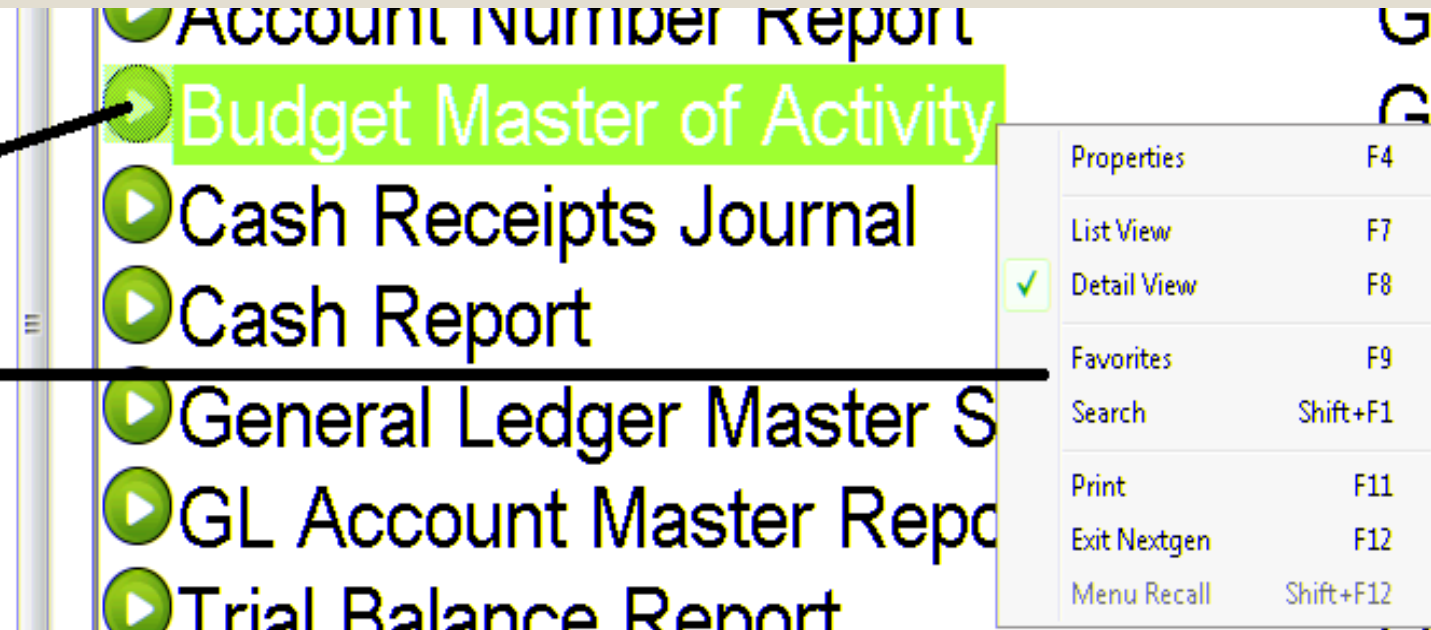 Account Number Report
G
Budget Master of Activity
G
Cash Receipts Journal
Cash Report
General Ledger Master S
GL Account Master Repo
Trial Balance Report
Properties F4
List View F7
Detail View F8
Favorites F9
Search Shift+F1
Print F11
Exit Nextgen F12
Menu Recall Shift+F12